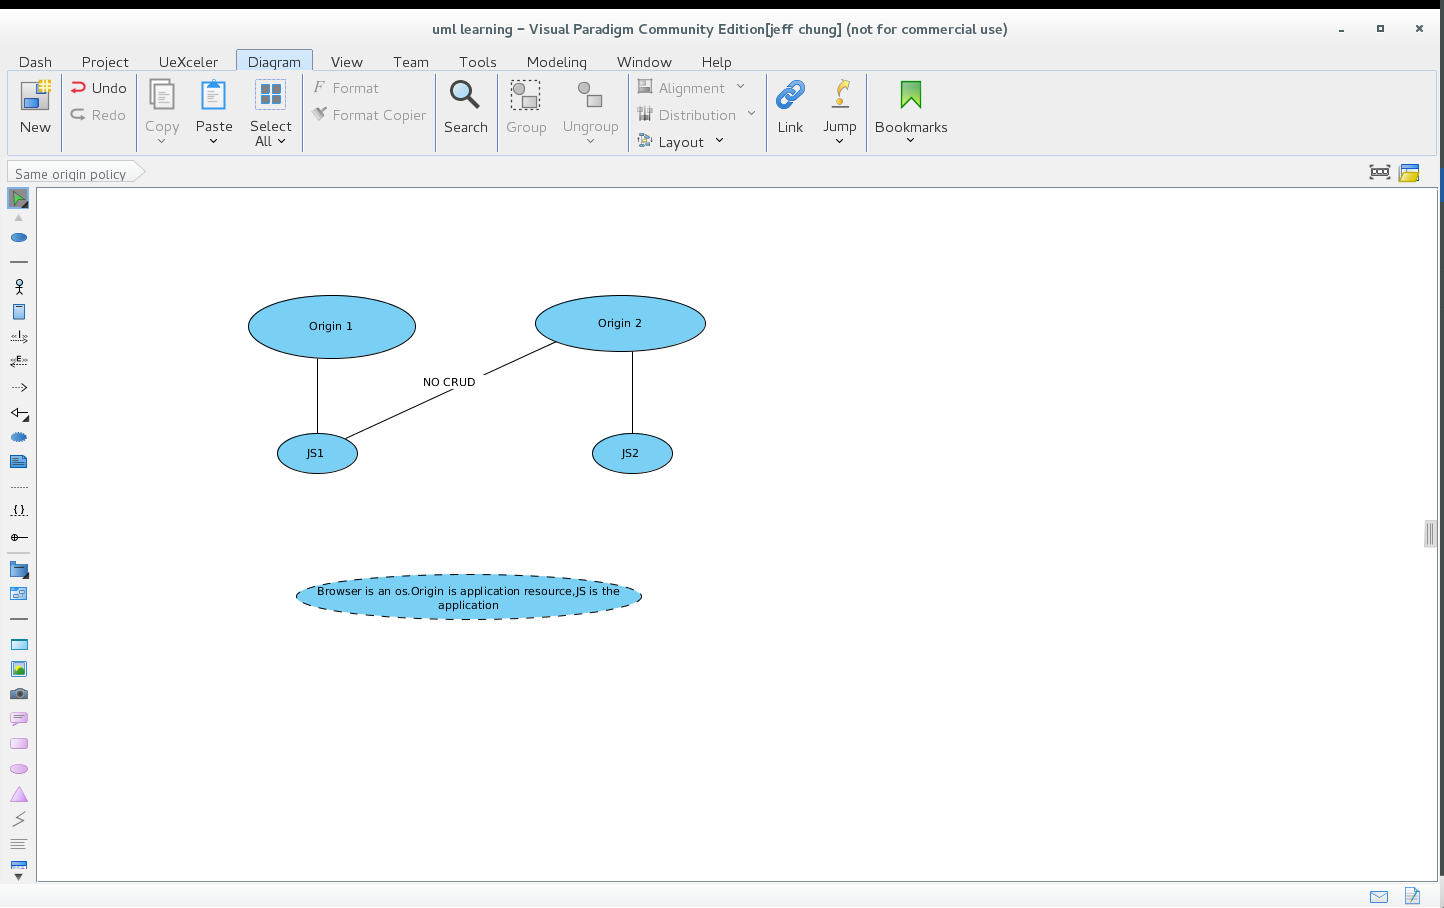 uml learning – Visual Paradigm Community Edition[jeff chung] (not for commercial use)
Dash Project UeXceler Diagram View Team Tools Modeling Window Help
New
Undo
Redo
Copy
Paste
Select
All
F Format
Format Copier
Search
Group
Ungroup
Alignment
Distribution
Layout
Link
Jump
Bookmarks
Same origin policy
Origin 1
Origin 2
NO CRUD
JS1
JS2
Browser is an os.Origin is application resource,JS is the
application